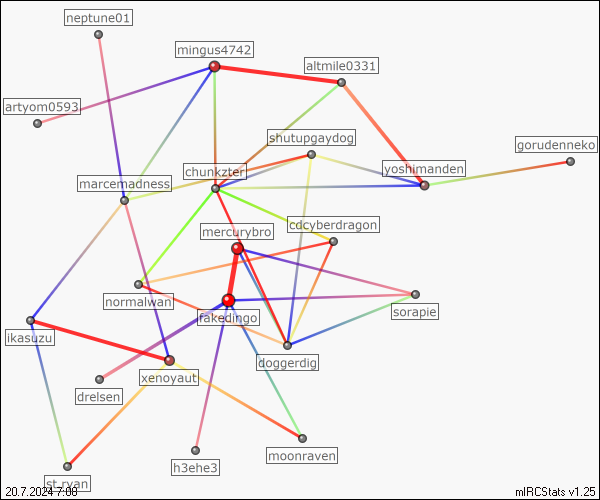 neptune01
mingus4742
altmile0331
artyom0593
shutupgaydog
gorudenneko
chunkzter
yoshimanden
marcemadness
cdcyberdragon
mercurybro
normalwan
sorapie
fakedingo
ikasuzu
doggerdig
xenoyaut
drelsen
moonraven
h3ehe3
st.ryan
20.7.2024 7:08
mIRCStats v1.25